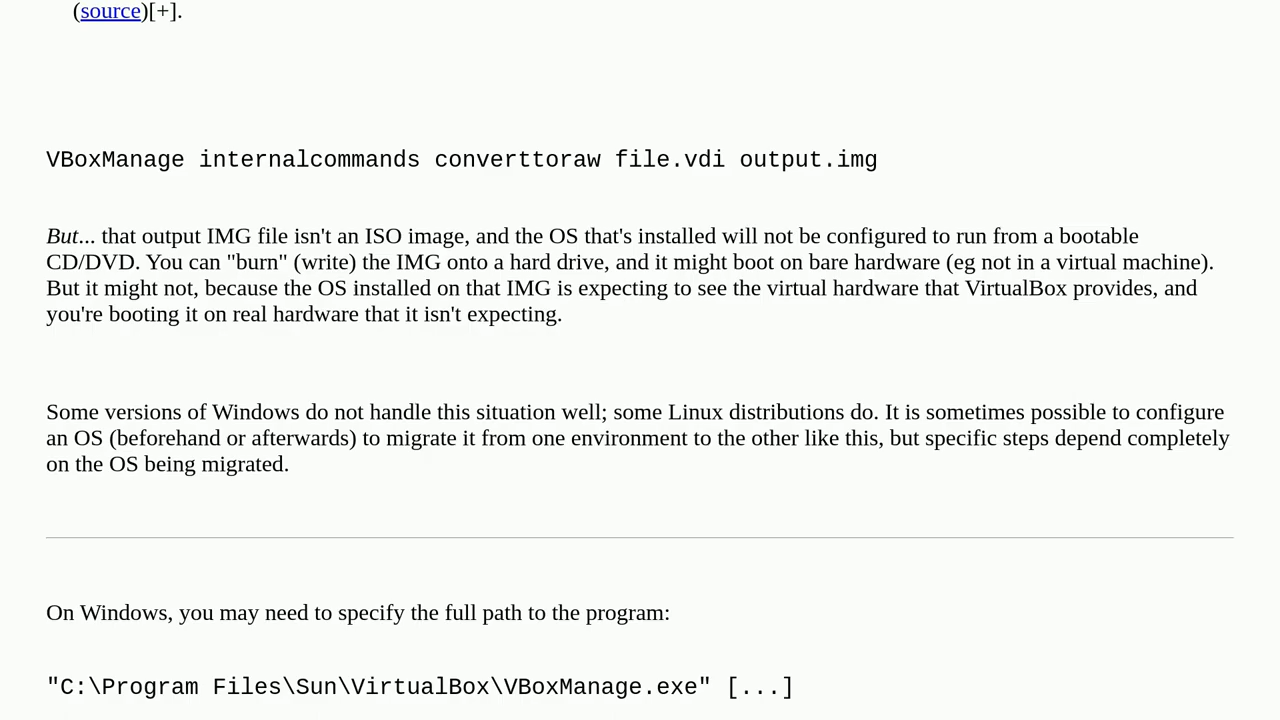 (source)[+].
VBoxManage internalcommands converttoraw file.vdi output.img
But... that output IMG file isn't an ISO image, and the OS that's installed will not be configured to run from a bootable
CD/DVD. You can "burn" (write) the IMG onto a hard drive, and it might boot on bare hardware (eg not in a virtual machine).
But it might not, because the OS installed on that IMG is expecting to see the virtual hardware that VirtualBox provides, and
you're booting it on real hardware that it isn't expecting.
Some versions of Windows do not handle this situation well; some Linux distributions do. It is sometimes possible to configure
an OS (beforehand or afterwards) to migrate it from one environment to the other like this, but specific steps depend completely
on the OS being migrated.
On Windows, you may need to specify the full path to the program:
"C:\Program Files\Sun\VirtualBox\VBoxManage.exe" [...]